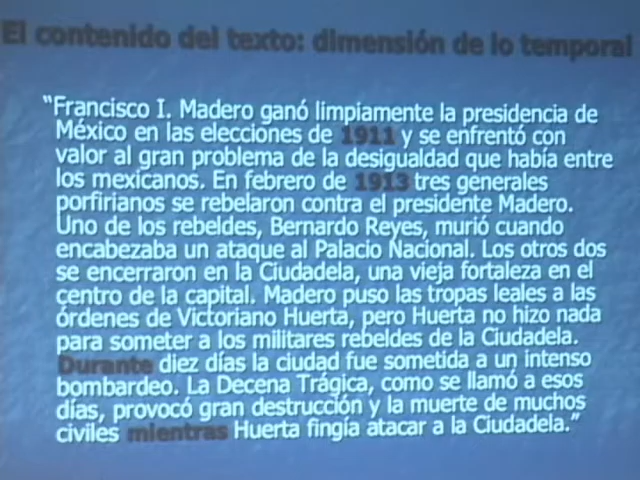 El contenido del texto: dimensión de lo temporal
"Francisco I. Madero ganó limpiamente la presidencia de
México en las elecciones de 1911 y se enfrentó con
valor al gran problema de la desigualdad que había entre
los mexicanos. En febrero de 1913 tres generales
porfirianos se rebelaron contra el presidente Madero.
Uno de los rebeldes, Bernardo Reyes, murió cuando
encabezaba un ataque al Palacio Nacional. Los otros dos
se encerraron en la Ciudadela, una vieja fortaleza en el
centro de la capital. Madero puso las tropas leales a las
órdenes de Victoriano Huerta, pero Huerta no hizo nada
para someter a los militares rebeldes de la Ciudadela.
Durante diez días la ciudad fue sometida a un intenso
bombardeo. La Decena Trágica, como se llamó a esos
días, provocó gran destrucción y la muerte de muchos
civiles mientras Huerta fingía atacar a la Ciudadela."